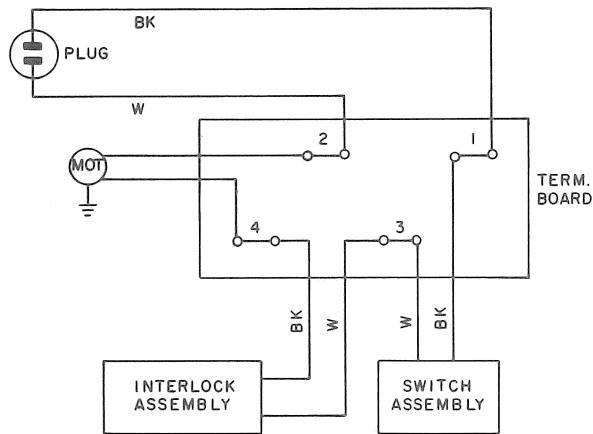 BK
PLUG
W
MOT
2
1
TERM.
BOARD
4
3
BK
W
W
BK
INTERLOCK
ASSEMBLY
SWITCH
ASSEMBLY